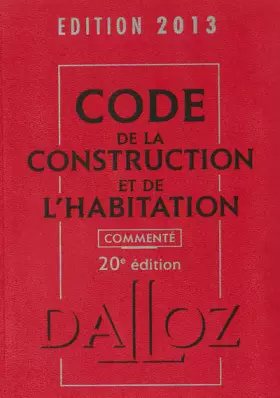 EDITION 2013
CODE
DE LA
CONSTRUCTION
ET DE
L'HABITATION
COMMENTÉ
20e édition
DALLOZ